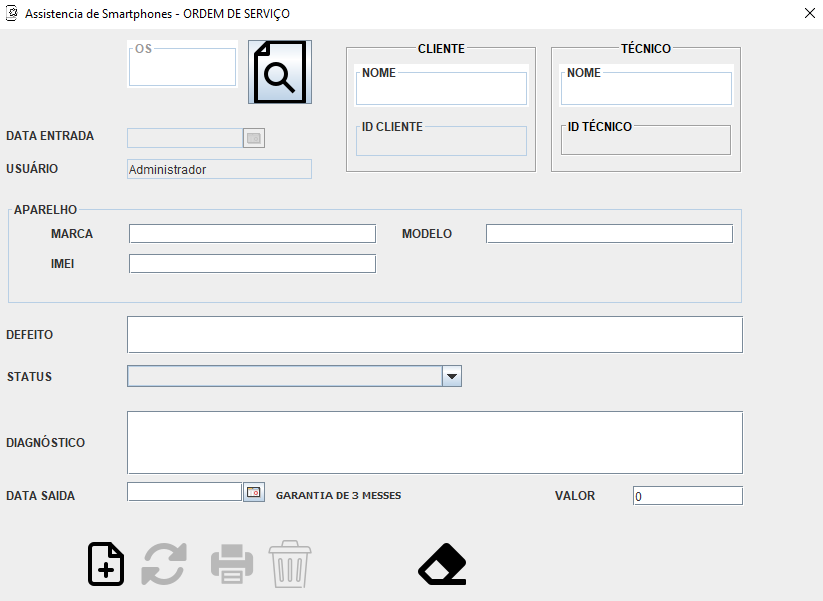 Assistencia de Smartphones - ORDEM DE SERVIÇO
OS
CLIENTE
NOME
ID CLIENTE
TÉCNICO
NOME
ID TÉCNICO
DATA ENTRADA
USUÁRIO
Administrador
APARELHO
MARCA
MODELO
IMEI
DEFEITO
STATUS
DIAGNÓSTICO
DATA SAIDA
GARANTIA DE 3 MESSES
VALOR
0